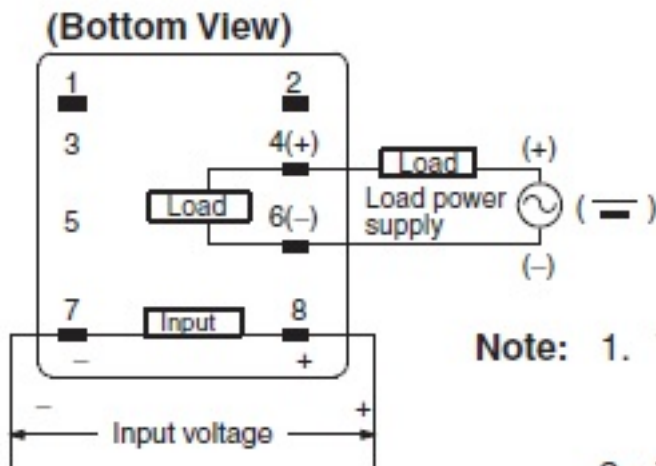 (Bottom View)
1 2
3 4(+) Load (+)
Load 5 6(–) Load power supply
(–)
7 Input 8
– +
Note: 1.
– Input voltage +